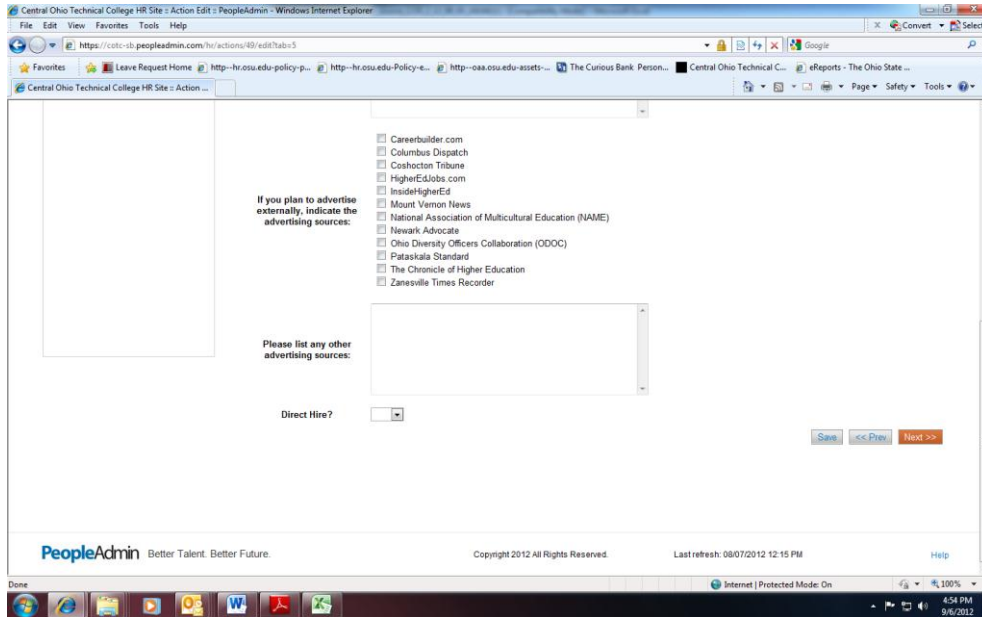 Central Ohio Technical College HR Site :: Action Edit :: PeopleAdmin - Windows Internet Explorer
File Edit View Favorites Tools Help
Convert Select
https://cotc-sb.peopleadmin.com/hr/actions/49/edit?tab=5
Google
Favorites Leave Request Home http--hr.osu.edu-policy-p... http--hr.osu.edu-Policy-e... http--oaa.osu.edu-assets-... The Curious Bank Person... Central Ohio Technical C... eReports - The Ohio State ...
Central Ohio Technical College HR Site :: Action ...
Page Safety Tools
Careerbuilder.com
Columbus Dispatch
Coshocton Tribune
HigherEdJobs.com
InsideHigherEd
If you plan to advertise
externally, indicate the
advertising sources:
Mount Vernon News
National Association of Multicultural Education (NAME)
Newark Advocate
Ohio Diversity Officers Collaboration (ODOC)
Pataskala Standard
The Chronicle of Higher Education
Zanesville Times Recorder
Please list any other
advertising sources:
Direct Hire?
Save << Prev Next >>
PeopleAdmin Better Talent. Better Future.
Copyright 2012 All Rights Reserved.
Last refresh: 08/07/2012 12:15 PM
Help
Done
Internet | Protected Mode: On
100%
4:54 PM
9/6/2012